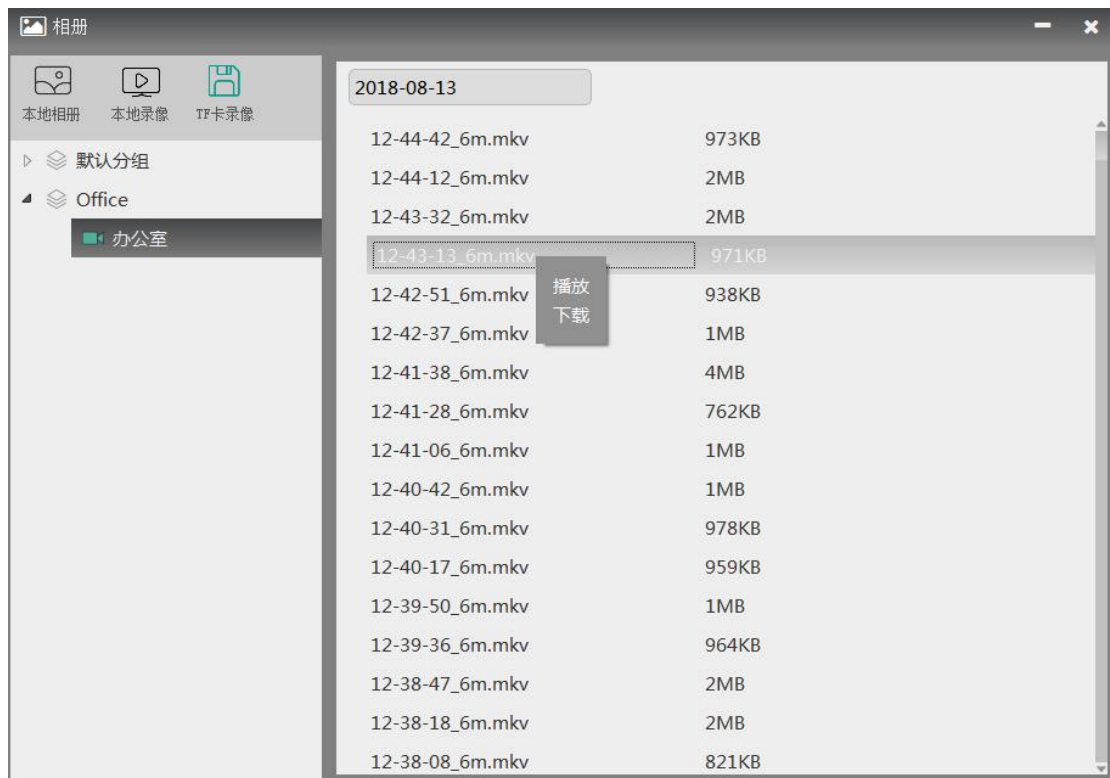 相册
本地相册 本地录像 TF卡录像
默认分组
Office
办公室
2018-08-13
12-44-42_6m.mkv 973KB
12-44-12_6m.mkv 2MB
12-43-32_6m.mkv 2MB
12-43-13_6m.mkv 971KB
播放
下载
12-42-51_6m.mkv 938KB
12-42-37_6m.mkv 1MB
12-41-38_6m.mkv 4MB
12-41-28_6m.mkv 762KB
12-41-06_6m.mkv 1MB
12-40-42_6m.mkv 1MB
12-40-31_6m.mkv 978KB
12-40-17_6m.mkv 959KB
12-39-50_6m.mkv 1MB
12-39-36_6m.mkv 964KB
12-38-47_6m.mkv 2MB
12-38-18_6m.mkv 2MB
12-38-08_6m.mkv 821KB